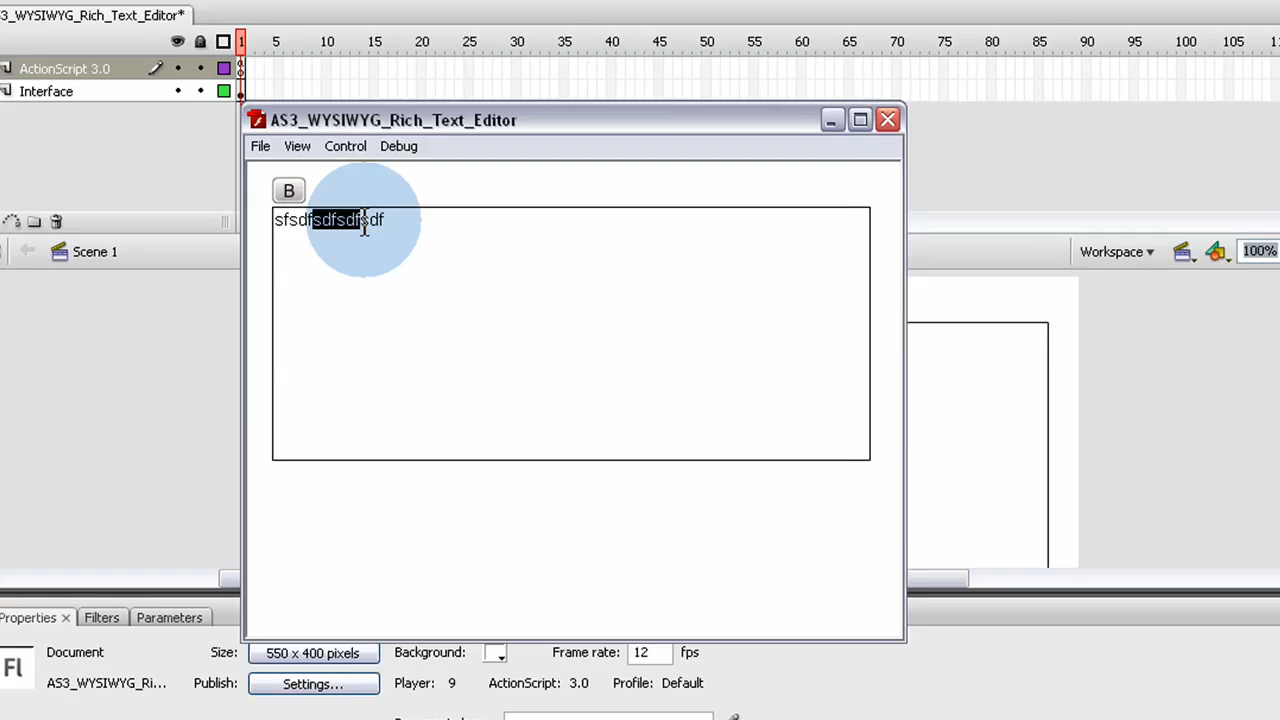 S3_WYSIWYG_Rich_Text_Editor*
1 5 10 15 20 25 30 35 40 45 50 55 60 65 70 75 80 85 90 95 100 105 11
ActionScript 3.0
Interface
AS3_WYSIWYG_Rich_Text_Editor
File View Control Debug
B
sfsdfsdfsdfsdf
Scene 1
Workspace
100%
Properties Filters Parameters
Fl
Document
Size: 550 x 400 pixels Background: Frame rate: 12 fps
AS3_WYSIWYG_Ri... Publish: Settings... Player: 9 ActionScript: 3.0 Profile: Default